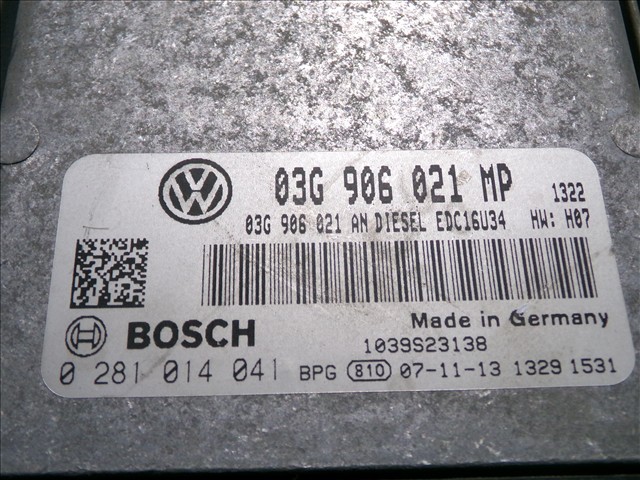 03G 906 021 MP 1322
03G 906 021 AN DIESEL EDC16U34 HW: H07
Made in Germany
BOSCH 1039S23138
0 281 014 041 BPG 810 07-11-13 1329 1531